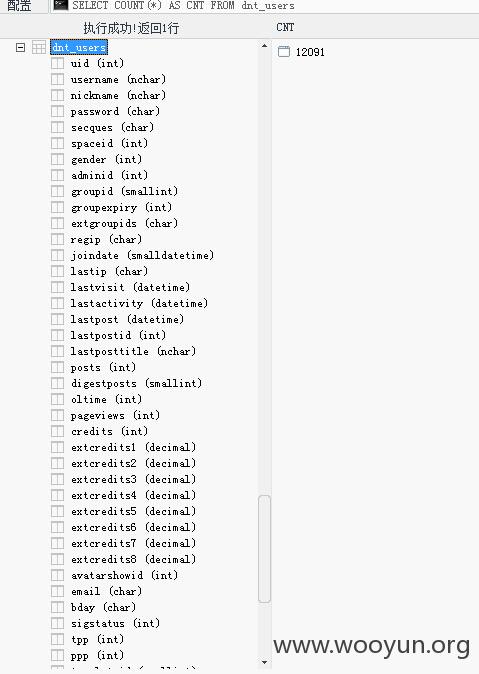 配置
SELECT COUNT(*) AS CNT FROM dnt_users
执行成功!返回1行
CNT
dnt_users
12091
uid (int)
username (nchar)
nickname (nchar)
password (char)
secques (char)
spaceid (int)
gender (int)
adminid (int)
groupid (smallint)
groupexpiry (int)
extgroupids (char)
regip (char)
joindate (smalldatetime)
lastip (char)
lastvisit (datetime)
lastactivity (datetime)
lastpost (datetime)
lastpostid (int)
lastposttitle (nchar)
posts (int)
digestposts (smallint)
oltime (int)
pageviews (int)
credits (int)
extcredits1 (decimal)
extcredits2 (decimal)
extcredits3 (decimal)
extcredits4 (decimal)
extcredits5 (decimal)
extcredits6 (decimal)
extcredits7 (decimal)
extcredits8 (decimal)
avatarshowid (int)
email (char)
bday (char)
sigstatus (int)
tpp (int)
ppp (int)
www.wooyun.org